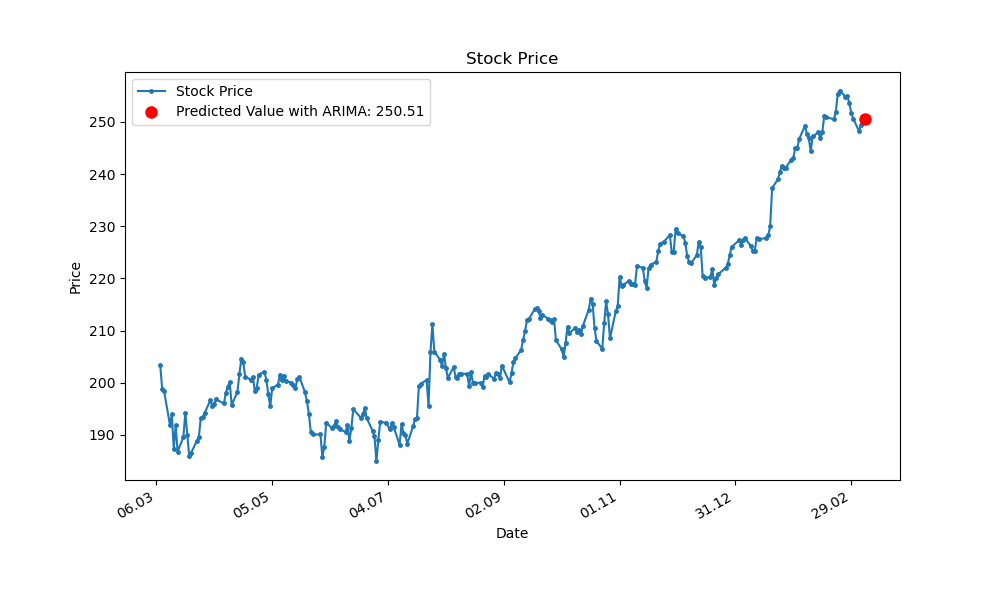 Stock Price
Stock Price
Predicted Value with ARIMA: 250.51
Price
250
240
230
220
210
200
190
06.03
05.05
04.07
02.09
01.11
31.12
29.02
Date